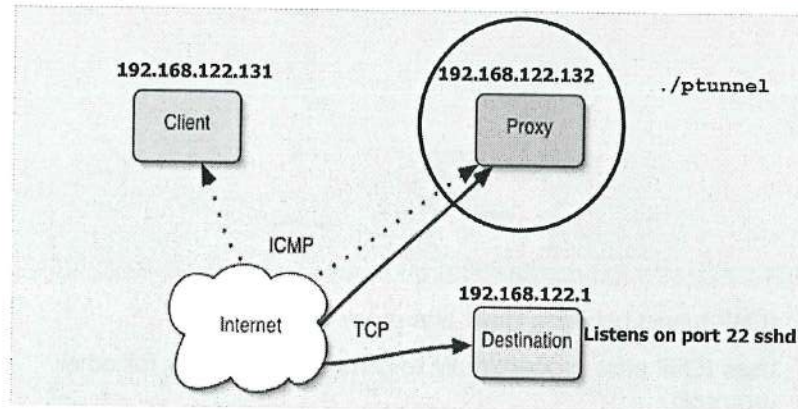 192.168.122.131
192.168.122.132
./ptunnel
Client
Proxy
ICMP
192.168.122.1
Internet
TCP
Destination
Listens on port 22 sshd